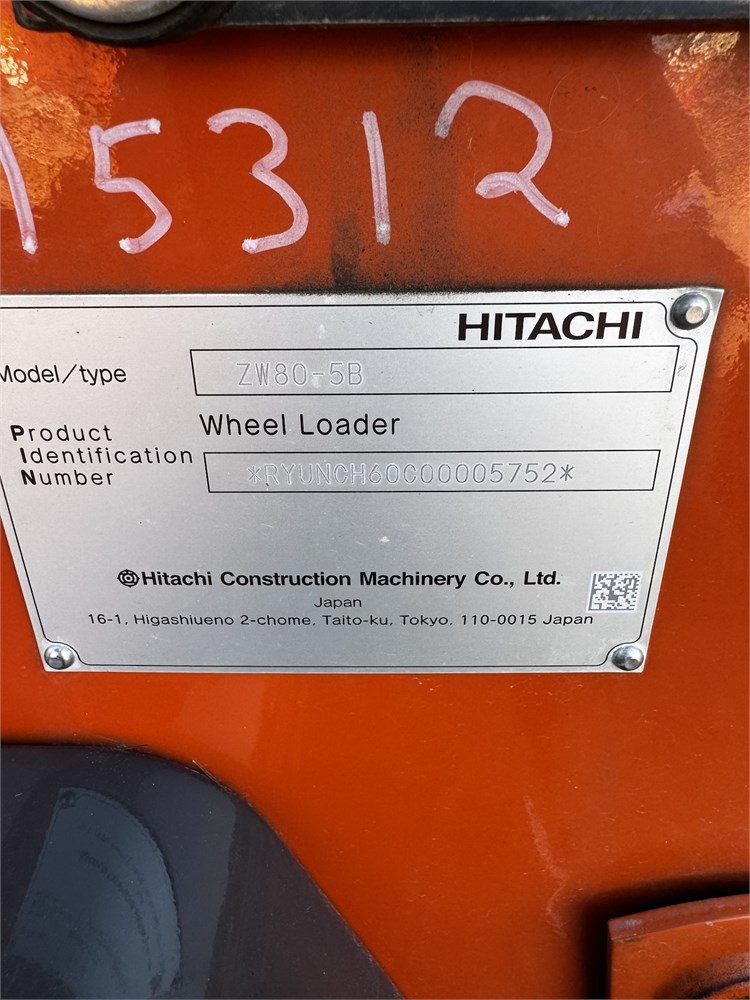 15312
HITACHI
Model/type ZW80-5B
Product Wheel Loader
Identification
Number *RYUNCH60C00005752*
Hitachi Construction Machinery Co., Ltd.
Japan
16-1, Higashiueno 2-chome, Taito-ku, Tokyo, 110-0015 Japan